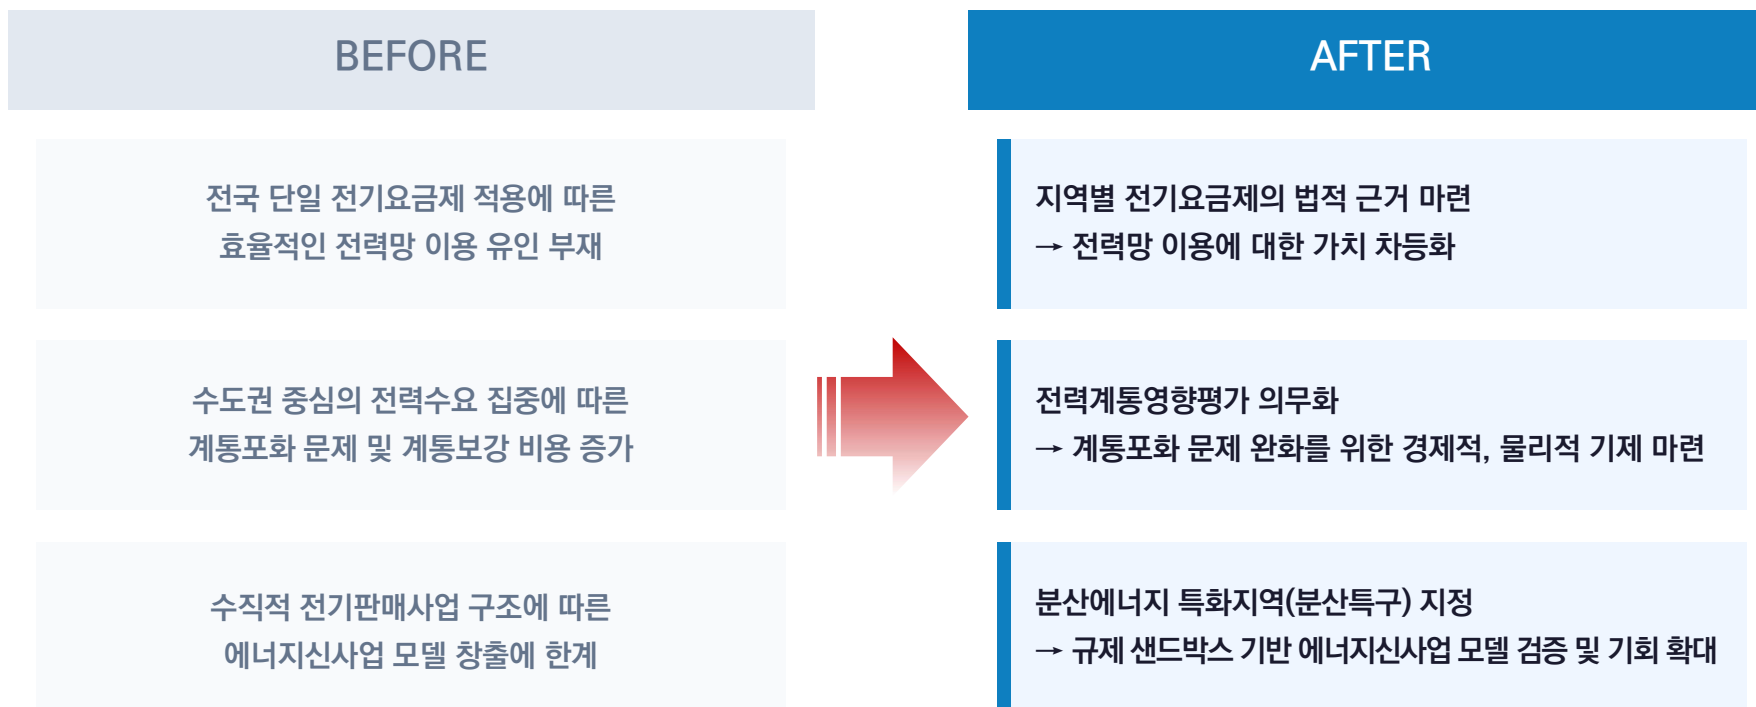 BEFORE
전국 단일 전기요금제 적용에 따른
효율적인 전력망 이용 유인 부재
수도권 중심의 전력수요 집중에 따른
계통포화 문제 및 계통보강 비용 증가
수직적 전기판매사업 구조에 따른
에너지신사업 모델 창출에 한계
AFTER
지역별 전기요금제의 법적 근거 마련
→ 전력망 이용에 대한 가치 차등화
전력계통영향평가 의무화
→ 계통포화 문제 완화를 위한 경제적, 물리적 기제 마련
분산에너지 특화지역(분산특구) 지정
→ 규제 샌드박스 기반 에너지신사업 모델 검증 및 기회 확대